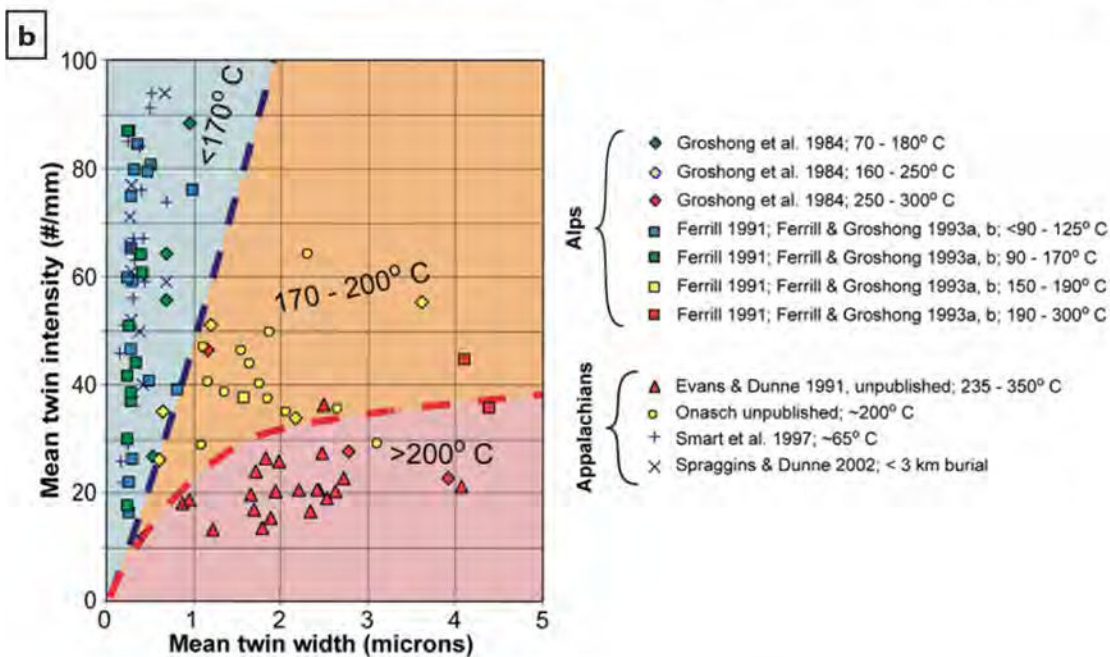 b
100
80
60
40
20
0
Mean twin intensity (#/mm)
<170° C
170 - 200° C
>200° C
0 1 2 3 4 5
Mean twin width (microns)
Alps
Groshong et al. 1984; 70 - 180° C
Groshong et al. 1984; 160 - 250° C
Groshong et al. 1984; 250 - 300° C
Ferrill 1991; Ferrill & Groshong 1993a, b; <90 - 125° C
Ferrill 1991; Ferrill & Groshong 1993a, b; 90 - 170° C
Ferrill 1991; Ferrill & Groshong 1993a, b; 150 - 190° C
Ferrill 1991; Ferrill & Groshong 1993a, b; 190 - 300° C
Appalachians
Evans & Dunne 1991, unpublished; 235 - 350° C
Onasch unpublished; ~200° C
Smart et al. 1997; ~65° C
Spraggins & Dunne 2002; < 3 km burial